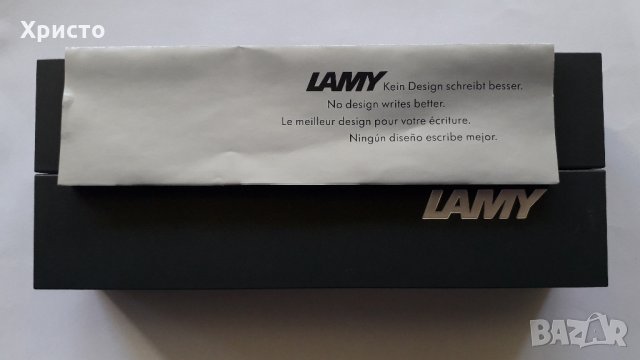 Христо
LAMY Kein Design schreibt besser.
No design writes better.
Le meilleur design pour votre écriture.
Ningún diseño escribe mejor.
LAMY
BAZAR